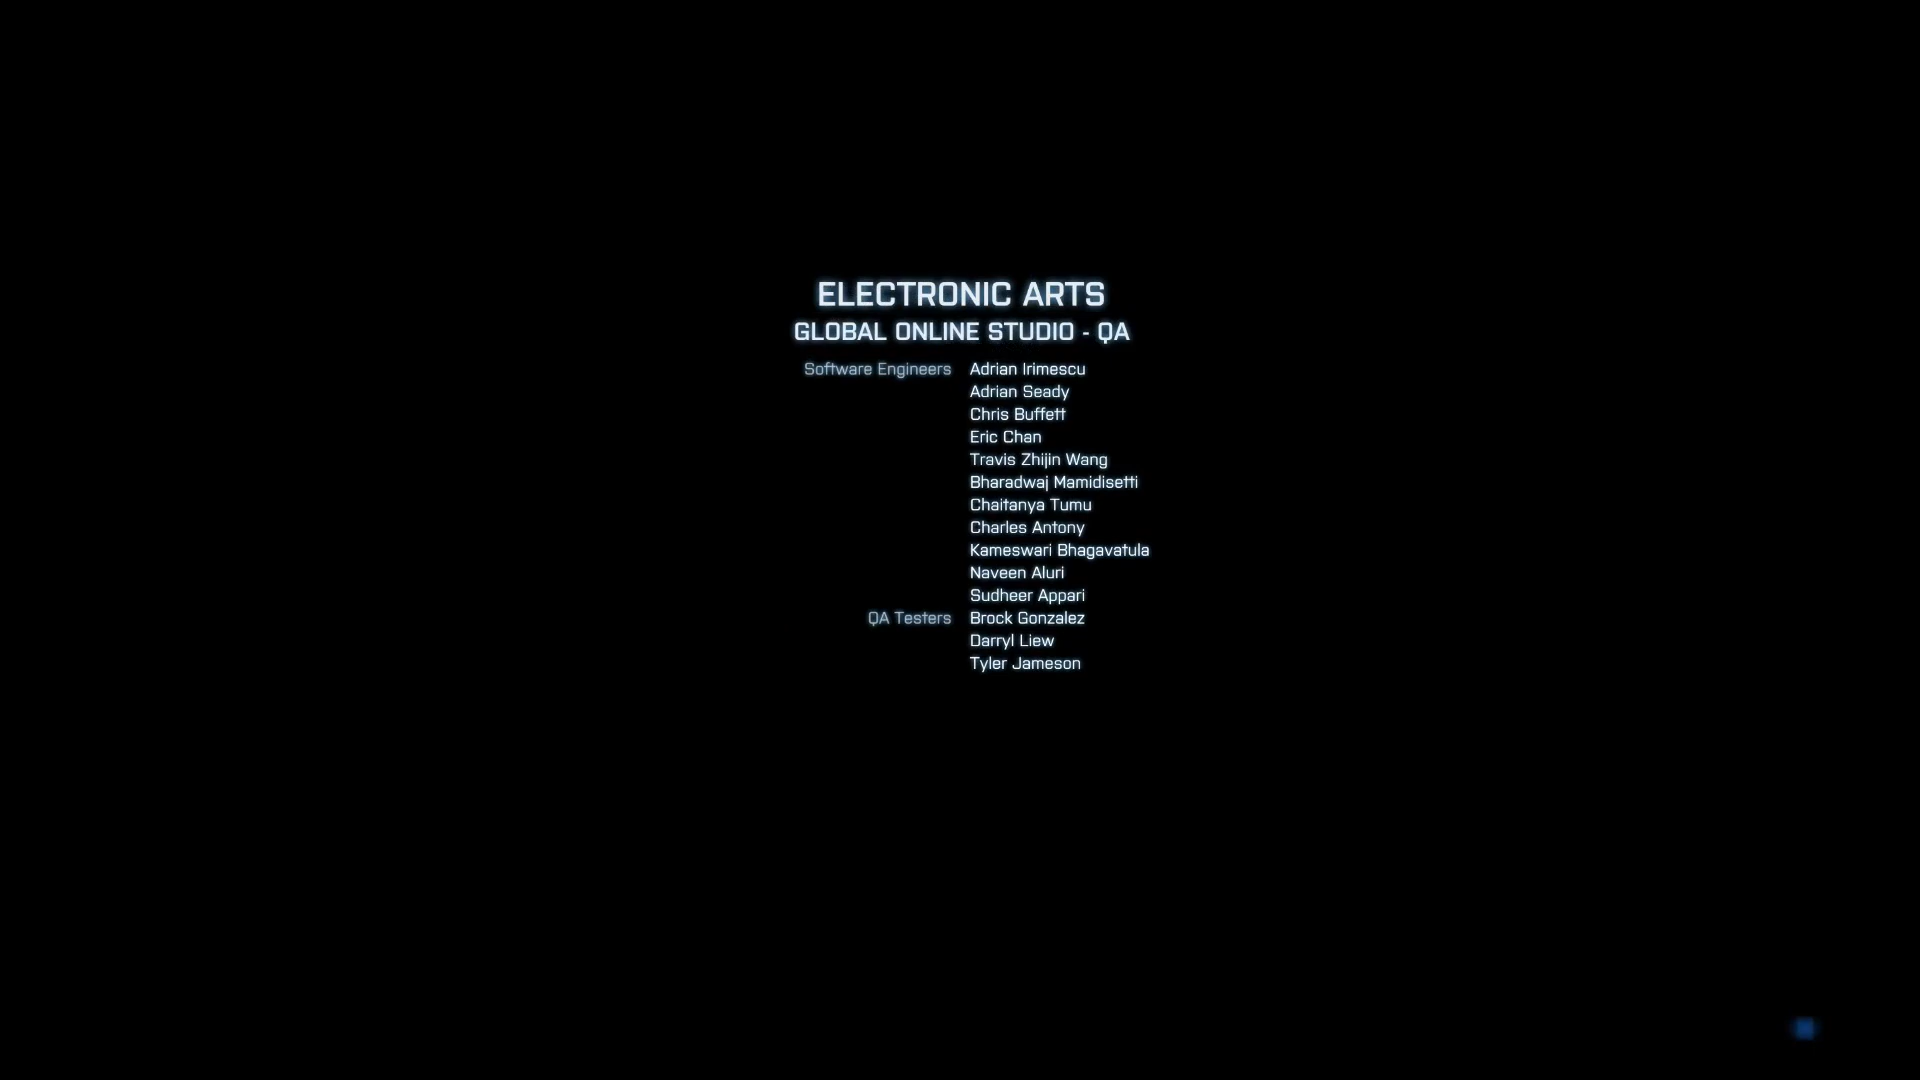 ELECTRONIC ARTS
GLOBAL ONLINE STUDIO - QA
Software Engineers Adrian Irimescu
Adrian Seady
Chris Buffett
Eric Chan
Travis Zhijin Wang
Bharadwaj Mamidisetti
Chaitanya Tumu
Charles Antony
Kameswari Bhagavatula
Naveen Aluri
Sudheer Appari
QA Testers Brock Gonzalez
Darryl Liew
Tyler Jameson